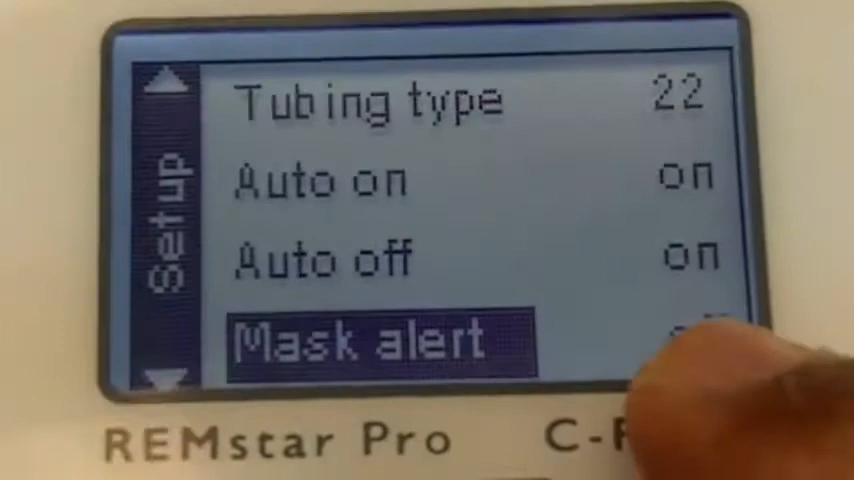 Setup
Tubing type 22
Auto on on
Auto off on
Mask alert
REMstar Pro